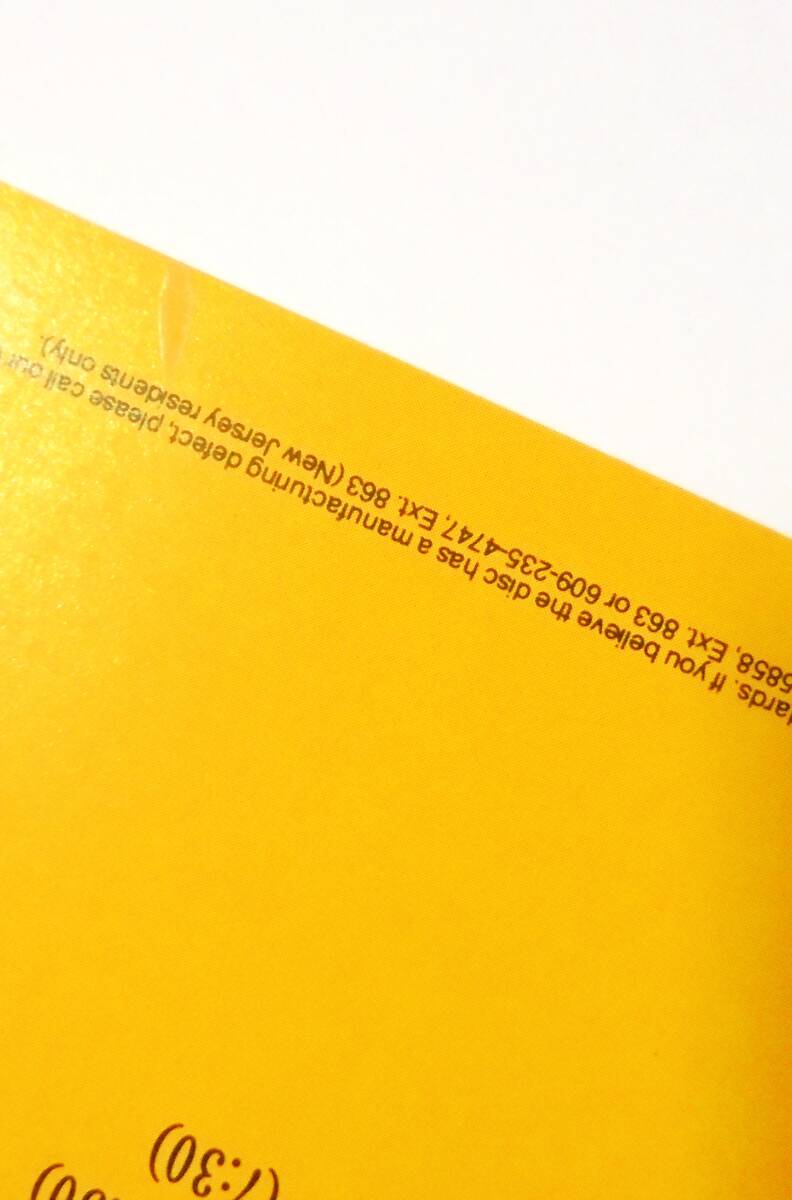 (7:30)
If you believe the disc has a manufacturing defect, please call our
5858, Ext. 863 or 609-235-4747, Ext. 863 (New Jersey residents only).